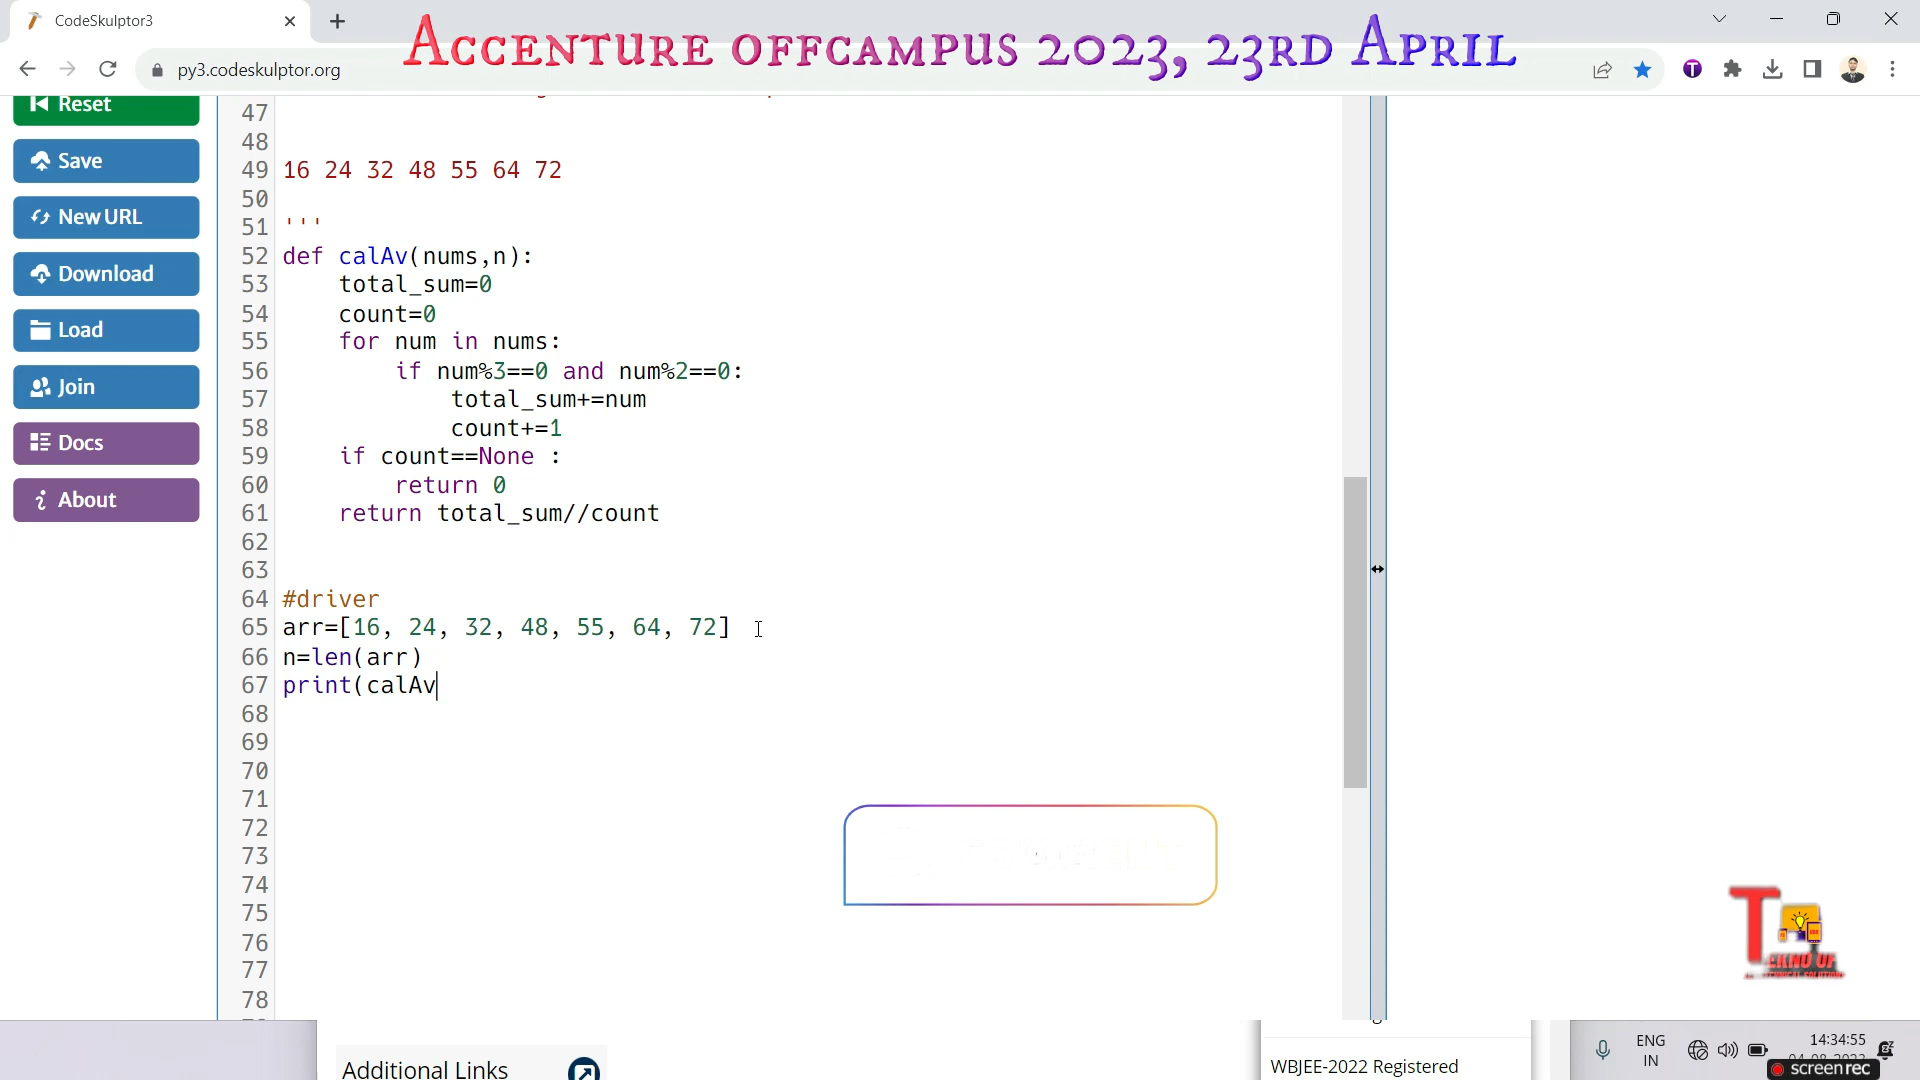 CodeSkulptor3
Accenture offcampus 2023, 23rd April
py3.codeskulptor.org
Reset
Save
New URL
Download
Load
Join
Docs
About
47
48
49 16 24 32 48 55 64 72
50
51 '''
52 def calAv(nums,n):
53 total_sum=0
54 count=0
55 for num in nums:
56 if num%3==0 and num%2==0:
57 total_sum+=num
58 count+=1
59 if count==None :
60 return 0
61 return total_sum//count
62
63
64 #driver
65 arr=[16, 24, 32, 48, 55, 64, 72]
66 n=len(arr)
67 print(calAv
68
69
70
71
72
73
74
75
76
77
78
TEKNO UF
Additional Links
WBJEE-2022 Registered
ENG
IN
14:34:55
screenrec